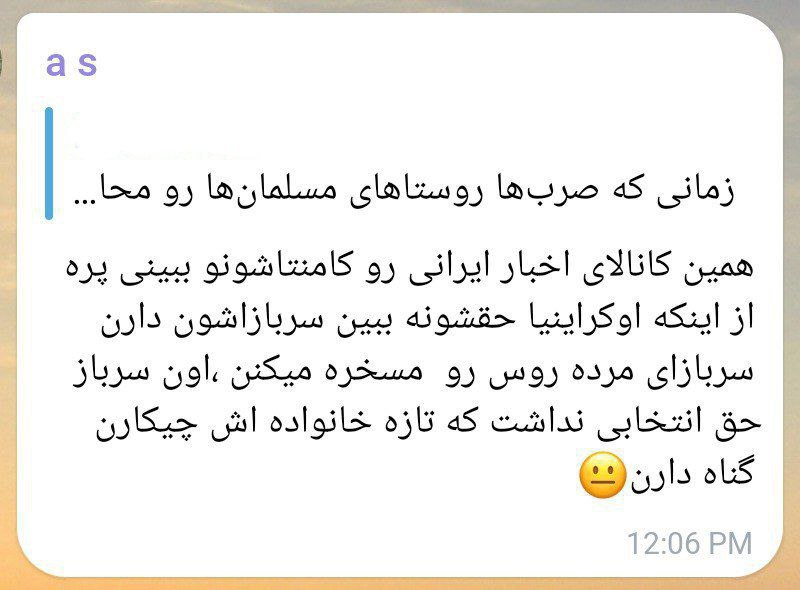 a s
زمانی که صرب‌ها روستاهای مسلمان‌ها رو محا...
همین کانالای اخبار ایرانی رو کامنتاشونو ببینی پره
از اینکه اوکراینیا حقشونه ببین سربازاشون دارن
سربازای مرده روس رو  مسخره میکنن ،اون سرباز
حق انتخابی نداشت که تازه خانواده اش چیکارن
گناه دارن😐
12:06 PM